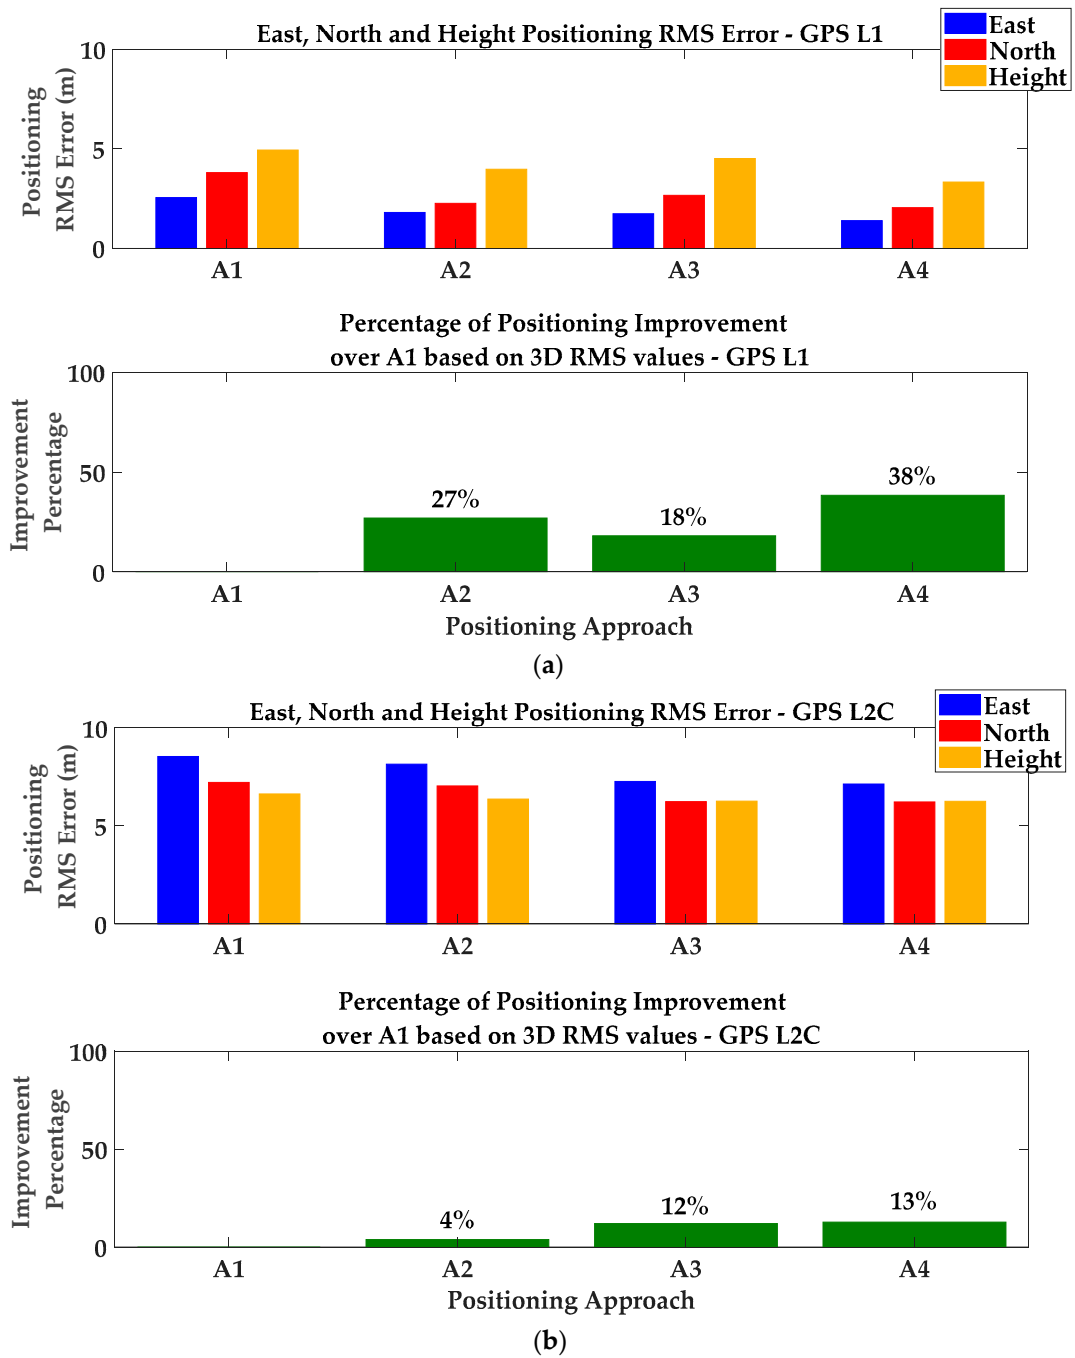 East, North and Height Positioning RMS Error - GPS L1
East
North
Height
Positioning
RMS Error (m)
10
5
0
A1 A2 A3 A4
Percentage of Positioning Improvement
over A1 based on 3D RMS values - GPS L1
Improvement
Percentage
100
50
0
27%
18%
38%
A1 A2 A3 A4
Positioning Approach
(a)
East, North and Height Positioning RMS Error - GPS L2C
East
North
Height
Positioning
RMS Error (m)
10
5
0
A1 A2 A3 A4
Percentage of Positioning Improvement
over A1 based on 3D RMS values - GPS L2C
Improvement
Percentage
100
50
0
4%
12%
13%
A1 A2 A3 A4
Positioning Approach
(b)